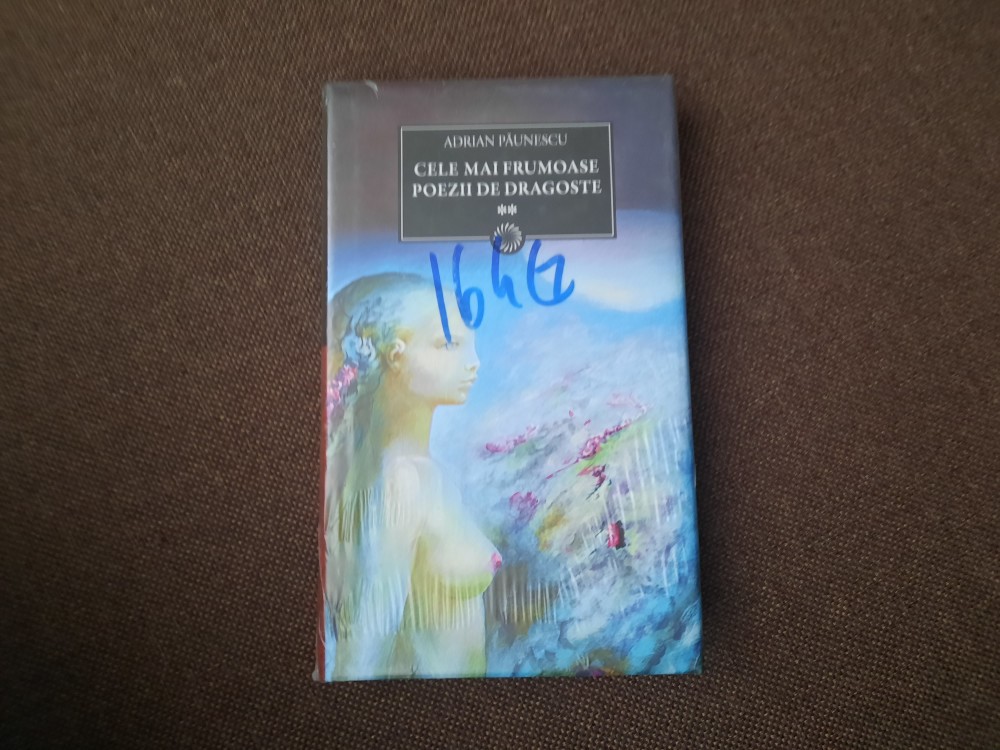 ADRIAN PĂUNESCU
CELE MAI FRUMOASE
POEZII DE DRAGOSTE
**